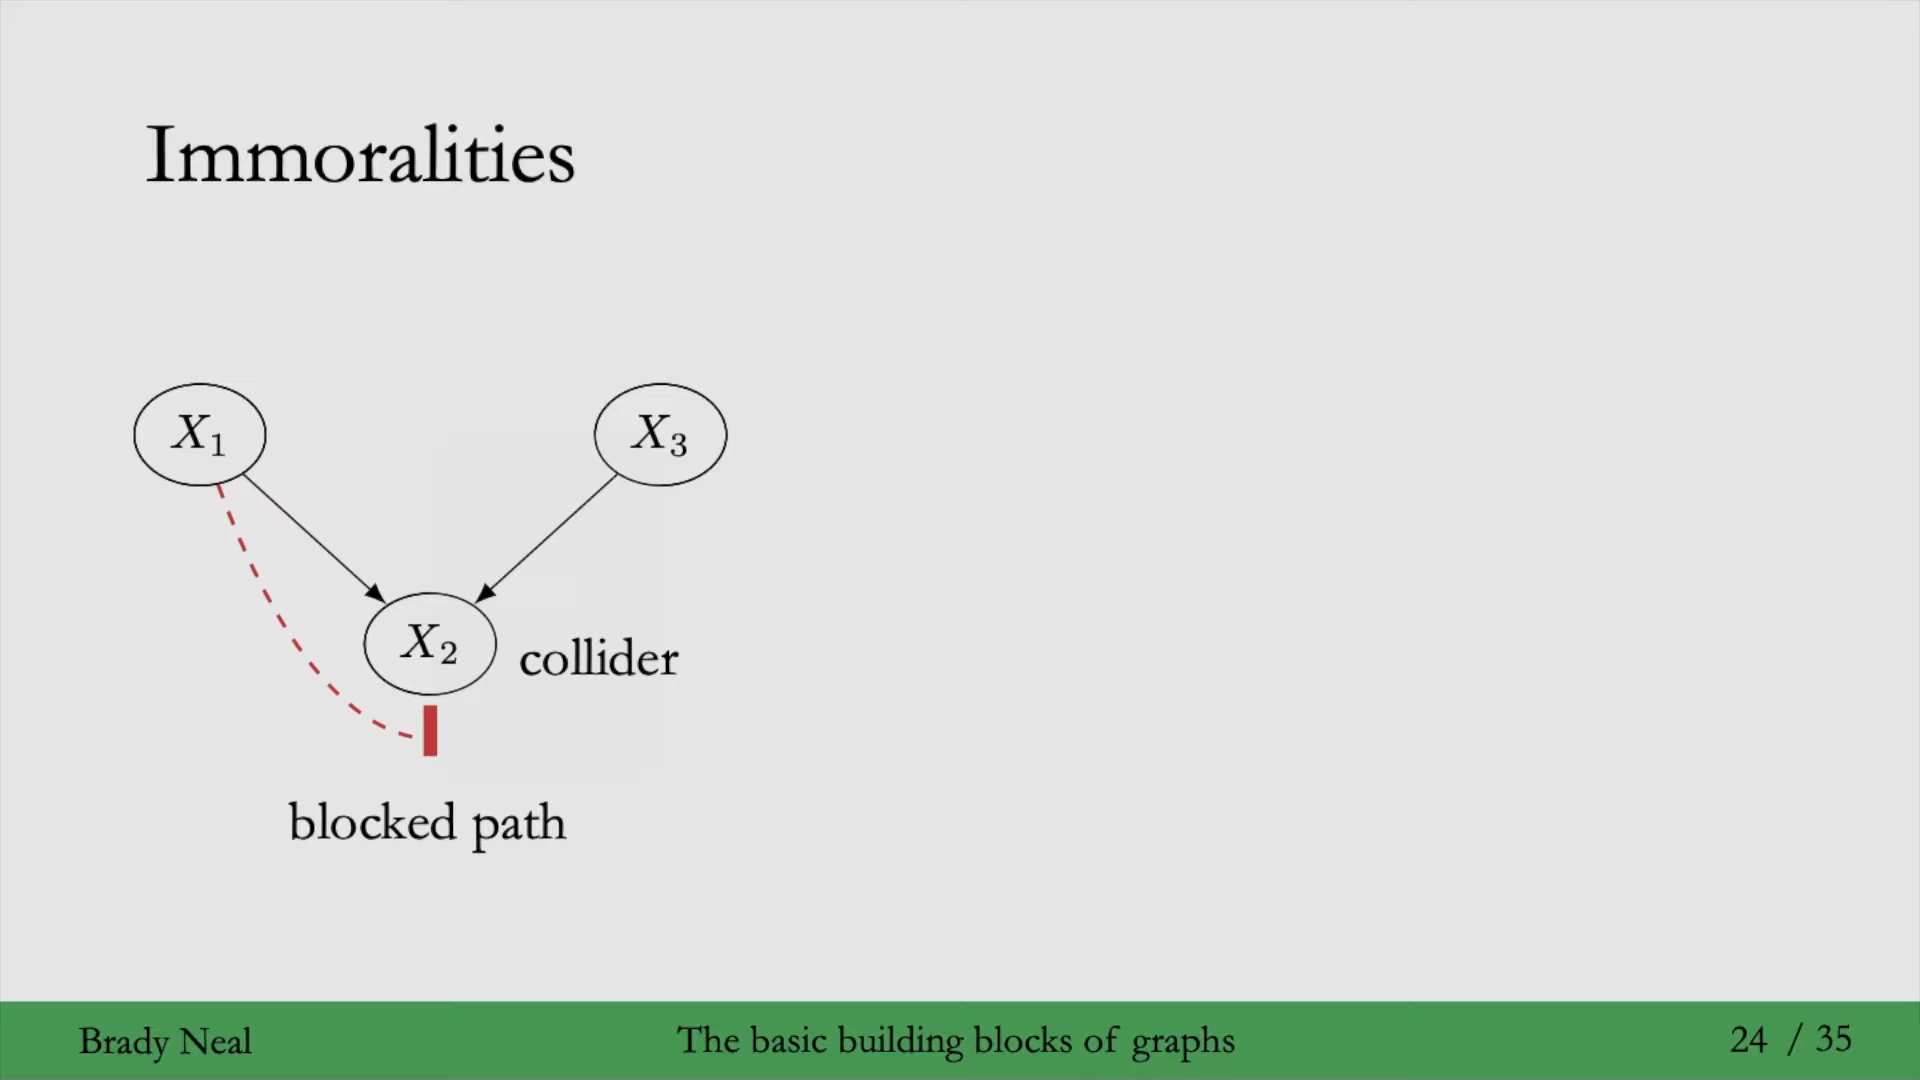 Immoralities
X₁
X₃
X₂
collider
blocked path
Brady Neal
The basic building blocks of graphs
24 / 35